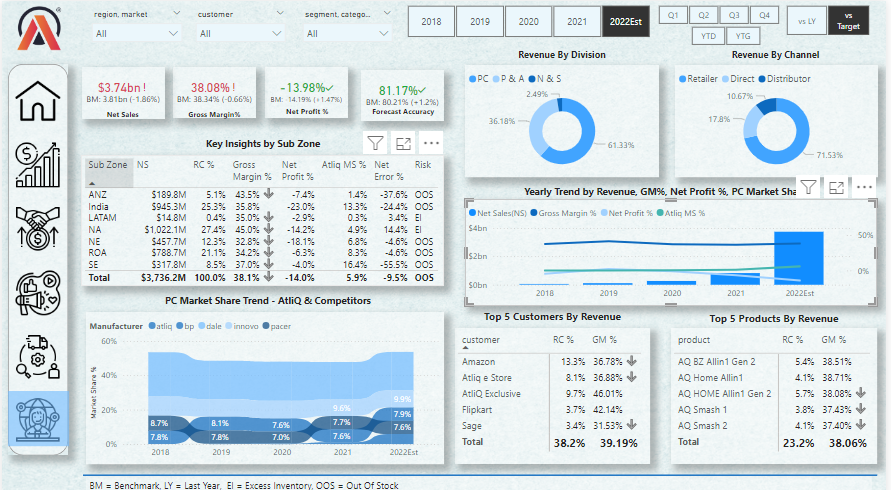 region, market
customer
segment, catego...
All
All
All
2018
2019
2020
2021
2022Est
Q1
Q2
Q3
Q4
YTD
YTG
vs LY
vs Target
$3.74bn !
BM: 3.81bn (-1.86%)
Net Sales
38.08% !
BM: 38.34% (-0.66%)
Gross Margin%
-13.98%✓
BM: -14.19% (+1.47%)
Net Profit %
81.17%✓
BM: 80.21% (+1.2%)
Forecast Accuracy
Revenue By Division
PC P & A N & S
2.49%
36.18%
61.33%
Revenue By Channel
Retailer Direct Distributor
10.67%
17.8%
71.53%
Key Insights by Sub Zone
Sub Zone NS RC % Gross Margin % Net Profit % Atliq MS % Net Error % Risk
ANZ $189.8M 5.1% 43.5% -7.4% 1.4% -37.6% OOS
India $945.3M 25.3% 35.8% -23.0% 13.3% -24.4% OOS
LATAM $14.8M 0.4% 35.0% -2.9% 0.3% 3.4% EI
NA $1,022.1M 27.4% 45.0% -14.2% 4.9% 14.4% EI
NE $457.7M 12.3% 32.8% -18.1% 6.8% -4.6% OOS
ROA $788.7M 21.1% 34.2% -6.3% 8.3% -4.6% OOS
SE $317.8M 8.5% 37.0% -4.0% 16.4% -55.5% OOS
Total $3,736.2M 100.0% 38.1% -14.0% 5.9% -9.5% OOS
Yearly Trend by Revenue, GM%, Net Profit %, PC Market Sha
Net Sales(NS) Gross Margin % Net Profit % Atliq MS %
$4bn
$2bn
$0bn
50%
0%
2018 2019 2020 2021 2022Est
PC Market Share Trend - AtliQ & Competitors
Manufacturer atliq bp dale innovo pacer
Market Share %
60%
40%
20%
0%
8.7%
7.8%
8.1%
7.8%
7.6%
7.0%
9.6%
7.7%
7.6%
9.9%
7.9%
7.6%
2018 2019 2020 2021 2022Est
Top 5 Customers By Revenue
customer RC % GM %
Amazon 13.3% 36.78%
Atliq e Store 8.1% 36.88%
AtliQ Exclusive 9.7% 46.01%
Flipkart 3.7% 42.14%
Sage 3.4% 31.53%
Total 38.2% 39.19%
Top 5 Products By Revenue
product RC % GM %
AQ BZ Allin1 Gen 2 5.4% 38.51%
AQ Home Allin1 4.1% 38.71%
AQ HOME Allin1 Gen 2 5.7% 38.08%
AQ Smash 1 3.8% 37.43%
AQ Smash 2 4.1% 37.40%
Total 23.2% 38.06%
BM = Benchmark, LY = Last Year, EI = Excess Inventory, OOS = Out Of Stock